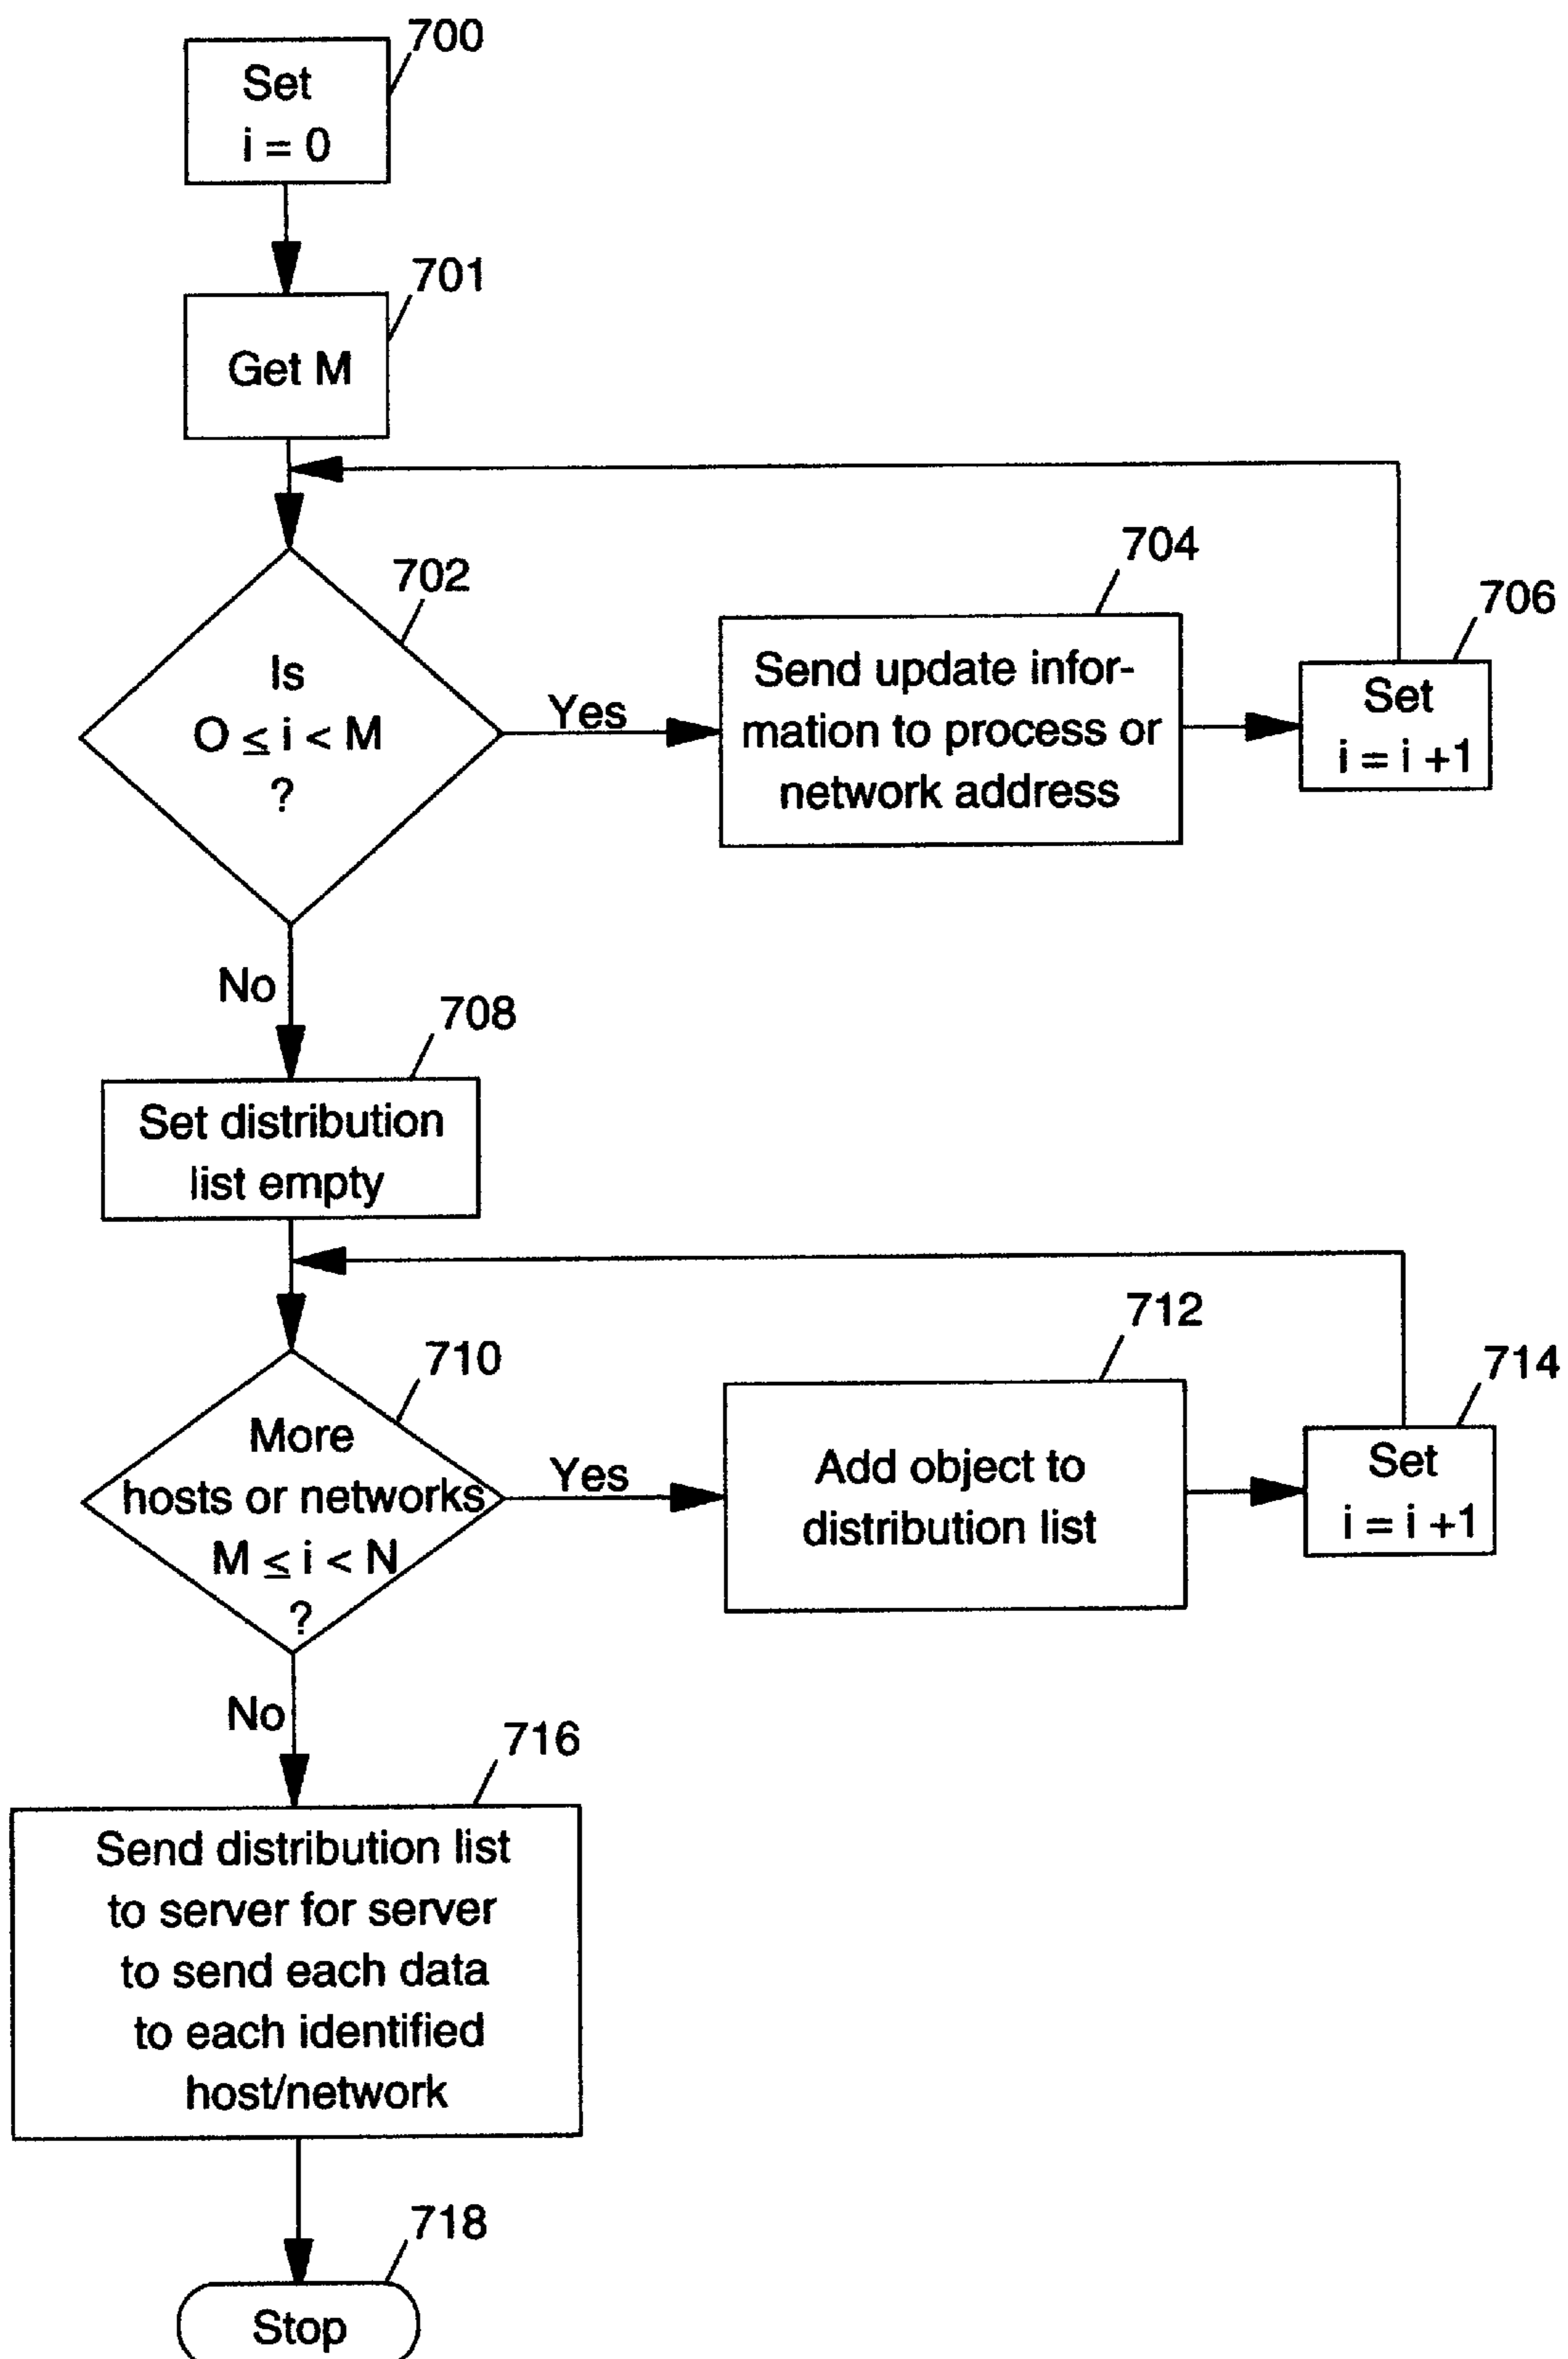 700
Set
i = 0
701
Get M
702
Is
O ≤ i < M
?
Yes
704
Send update infor-
mation to process or
network address
706
Set
i = i +1
No
708
Set distribution
list empty
710
More
hosts or networks
M ≤ i < N
?
Yes
712
Add object to
distribution list
714
Set
i = i +1
No
716
Send distribution list
to server for server
to send each data
to each identified
host/network
718
Stop